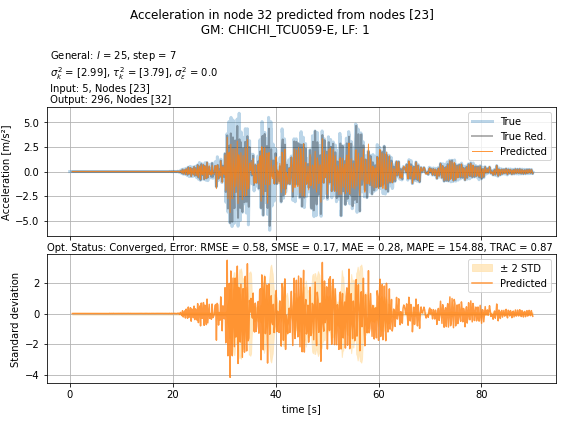 Acceleration in node 32 predicted from nodes [23]
GM: CHICHI_TCU059-E, LF: 1
General: l = 25, step = 7
σ²ₖ = [2.99], τ²ₖ = [3.79], σ²ε = 0.0
Input: 5, Nodes [23]
Output: 296, Nodes [32]
Acceleration [m/s²]
5.0
2.5
0.0
−2.5
−5.0
True
True Red.
Predicted
Opt. Status: Converged, Error: RMSE = 0.58, SMSE = 0.17, MAE = 0.28, MAPE = 154.88, TRAC = 0.87
Standard deviation
2
0
−2
−4
± 2 STD
Predicted
0 20 40 60 80
time [s]